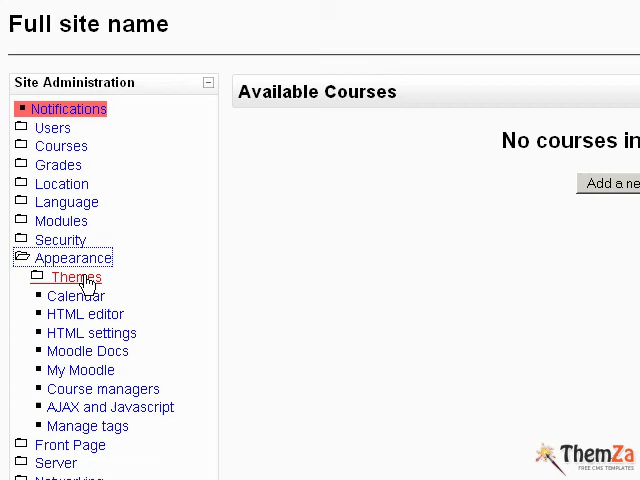 Full site name
Site Administration
Notifications
Users
Courses
Grades
Location
Language
Modules
Security
Appearance
Themes
Calendar
HTML editor
HTML settings
Moodle Docs
My Moodle
Course managers
AJAX and Javascript
Manage tags
Front Page
Server
Networking
Available Courses
No courses in
Add a ne
ThemZa
FREE CMS TEMPLATES